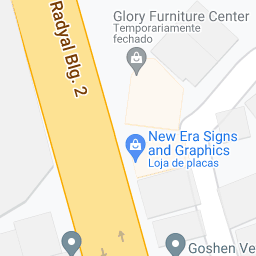 Glory Furniture Center
Temporariamente
fechado
Radyal Blg. 2
New Era Signs
and Graphics
Loja de placas
Goshen Ve